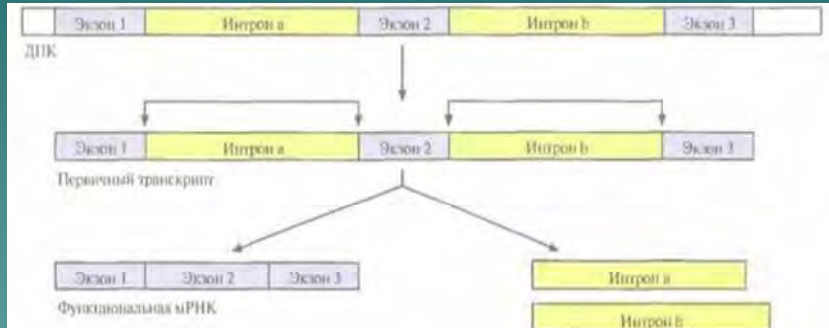 Экзон 1 Интрон a Экзон 2 Интрон b Экзон 3
ДНК
Экзон 1 Интрон a Экзон 2 Интрон b Экзон 3
Первичный транскрипт
Экзон 1 Экзон 2 Экзон 3 Интрон a
Функциональная мРНК
Интрон b